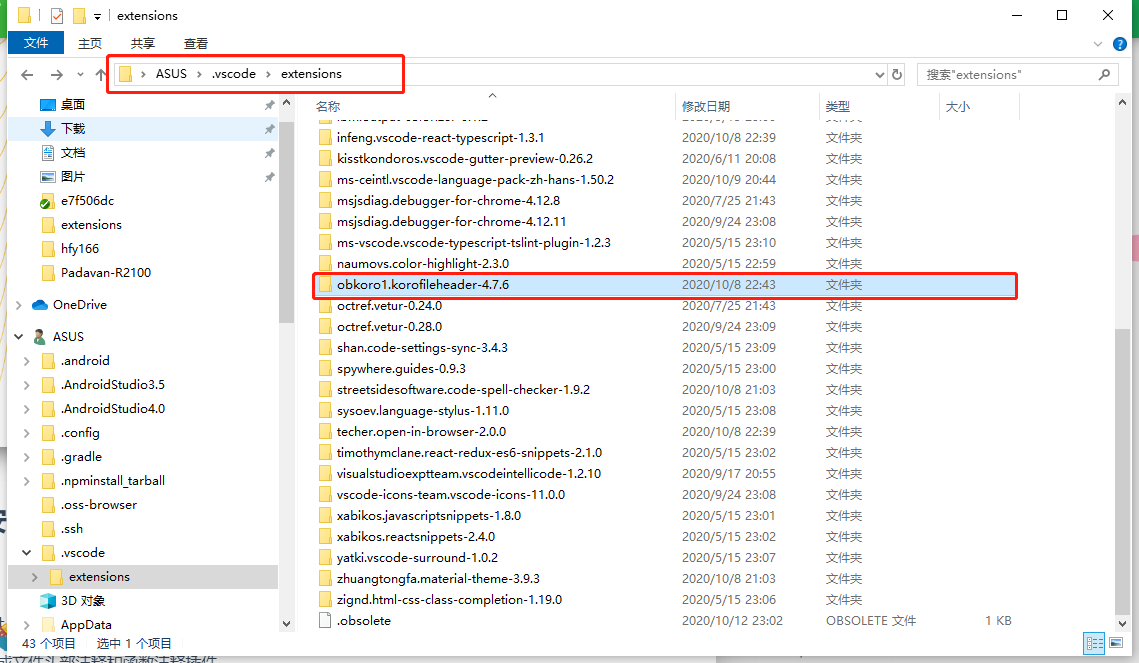 extensions
文件 主页 共享 查看
ASUS .vscode extensions 搜索"extensions"
桌面
下载
文档
图片
e7f506dc
extensions
hfy166
Padavan-R2100
OneDrive
ASUS
.android
.AndroidStudio3.5
.AndroidStudio4.0
.config
.gradle
.npminstall_tarball
.oss-browser
.ssh
.vscode
extensions
3D 对象
AppData
名称 修改日期 类型 大小
infeng.vscode-react-typescript-1.3.1 2020/10/8 22:39 文件夹
kisstkondoros.vscode-gutter-preview-0.26.2 2020/6/11 20:08 文件夹
ms-ceintl.vscode-language-pack-zh-hans-1.50.2 2020/10/9 20:44 文件夹
msjsdiag.debugger-for-chrome-4.12.8 2020/7/25 21:43 文件夹
msjsdiag.debugger-for-chrome-4.12.11 2020/9/24 23:08 文件夹
ms-vscode.vscode-typescript-tslint-plugin-1.2.3 2020/5/15 23:10 文件夹
naumovs.color-highlight-2.3.0 2020/5/15 22:59 文件夹
obkoro1.korofileheader-4.7.6 2020/10/8 22:43 文件夹
octref.vetur-0.24.0 2020/7/25 21:43 文件夹
octref.vetur-0.28.0 2020/9/24 23:09 文件夹
shan.code-settings-sync-3.4.3 2020/5/15 23:09 文件夹
spywhere.guides-0.9.3 2020/5/15 23:00 文件夹
streetsidesoftware.code-spell-checker-1.9.2 2020/10/8 21:03 文件夹
sysoev.language-stylus-1.11.0 2020/5/15 23:08 文件夹
techer.open-in-browser-2.0.0 2020/10/8 22:39 文件夹
timothymclane.react-redux-es6-snippets-2.1.0 2020/5/15 23:02 文件夹
visualstudioexptteam.vscodeintellicode-1.2.10 2020/9/17 20:55 文件夹
vscode-icons-team.vscode-icons-11.0.0 2020/9/24 23:08 文件夹
xabikos.javascriptsnippets-1.8.0 2020/5/15 23:01 文件夹
xabikos.reactsnippets-2.4.0 2020/5/15 23:02 文件夹
yatki.vscode-surround-1.0.2 2020/5/15 23:07 文件夹
zhuangtongfa.material-theme-3.9.3 2020/10/8 21:03 文件夹
zignd.html-css-class-completion-1.19.0 2020/5/15 23:06 文件夹
.obsolete 2020/10/12 23:02 OBSOLETE 文件 1 KB
43 个项目 选中 1 个项目